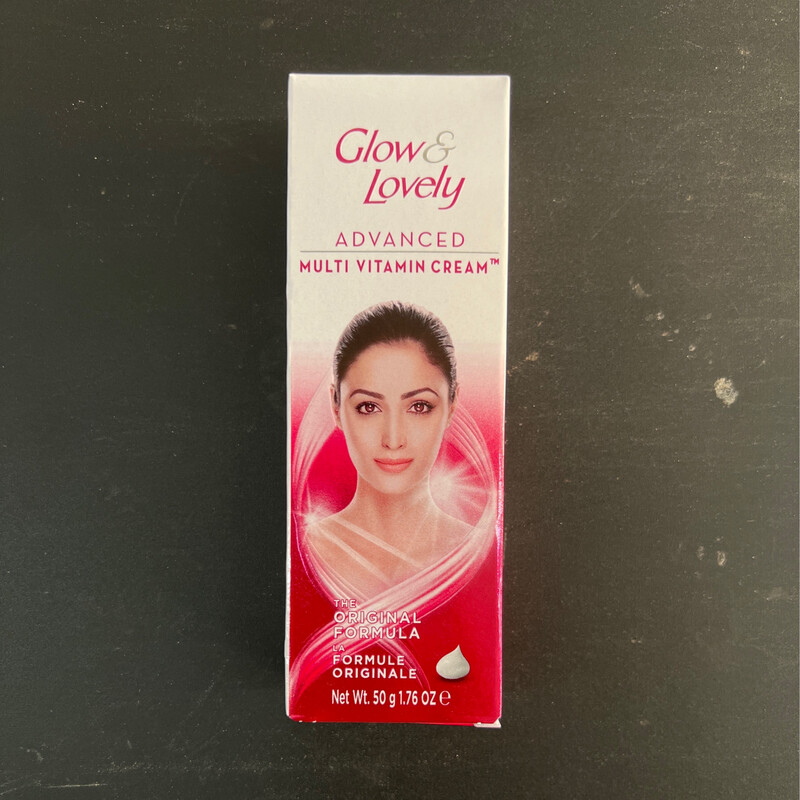 Glow &
Lovely
ADVANCED
MULTI VITAMIN CREAM™
THE
ORIGINAL
FORMULA
LA
FORMULE
ORIGINALE
Net Wt. 50 g 1.76 OZ ℮